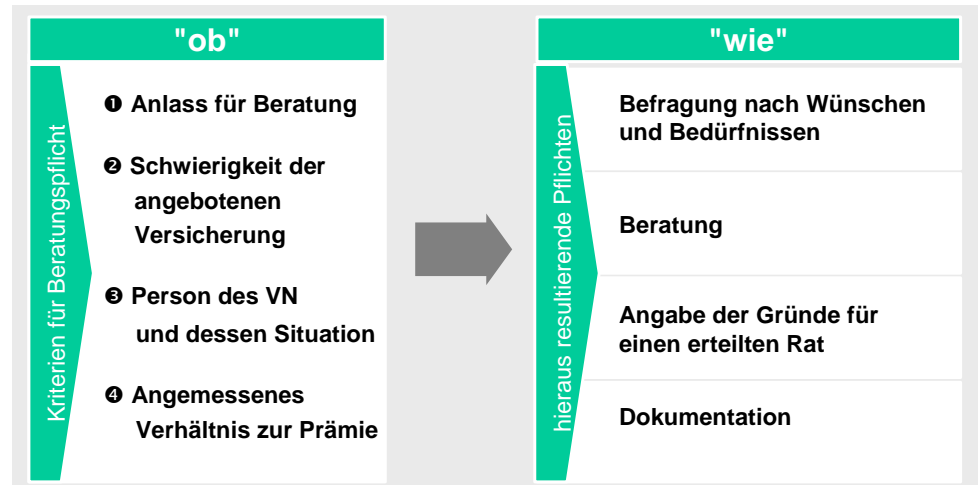 "ob"
Kriterien für Beratungspflicht
❶ Anlass für Beratung
❷ Schwierigkeit der
angebotenen
Versicherung
❸ Person des VN
und dessen Situation
❹ Angemessenes
Verhältnis zur Prämie
"wie"
hieraus resultierende Pflichten
Befragung nach Wünschen
und Bedürfnissen
Beratung
Angabe der Gründe für
einen erteilten Rat
Dokumentation